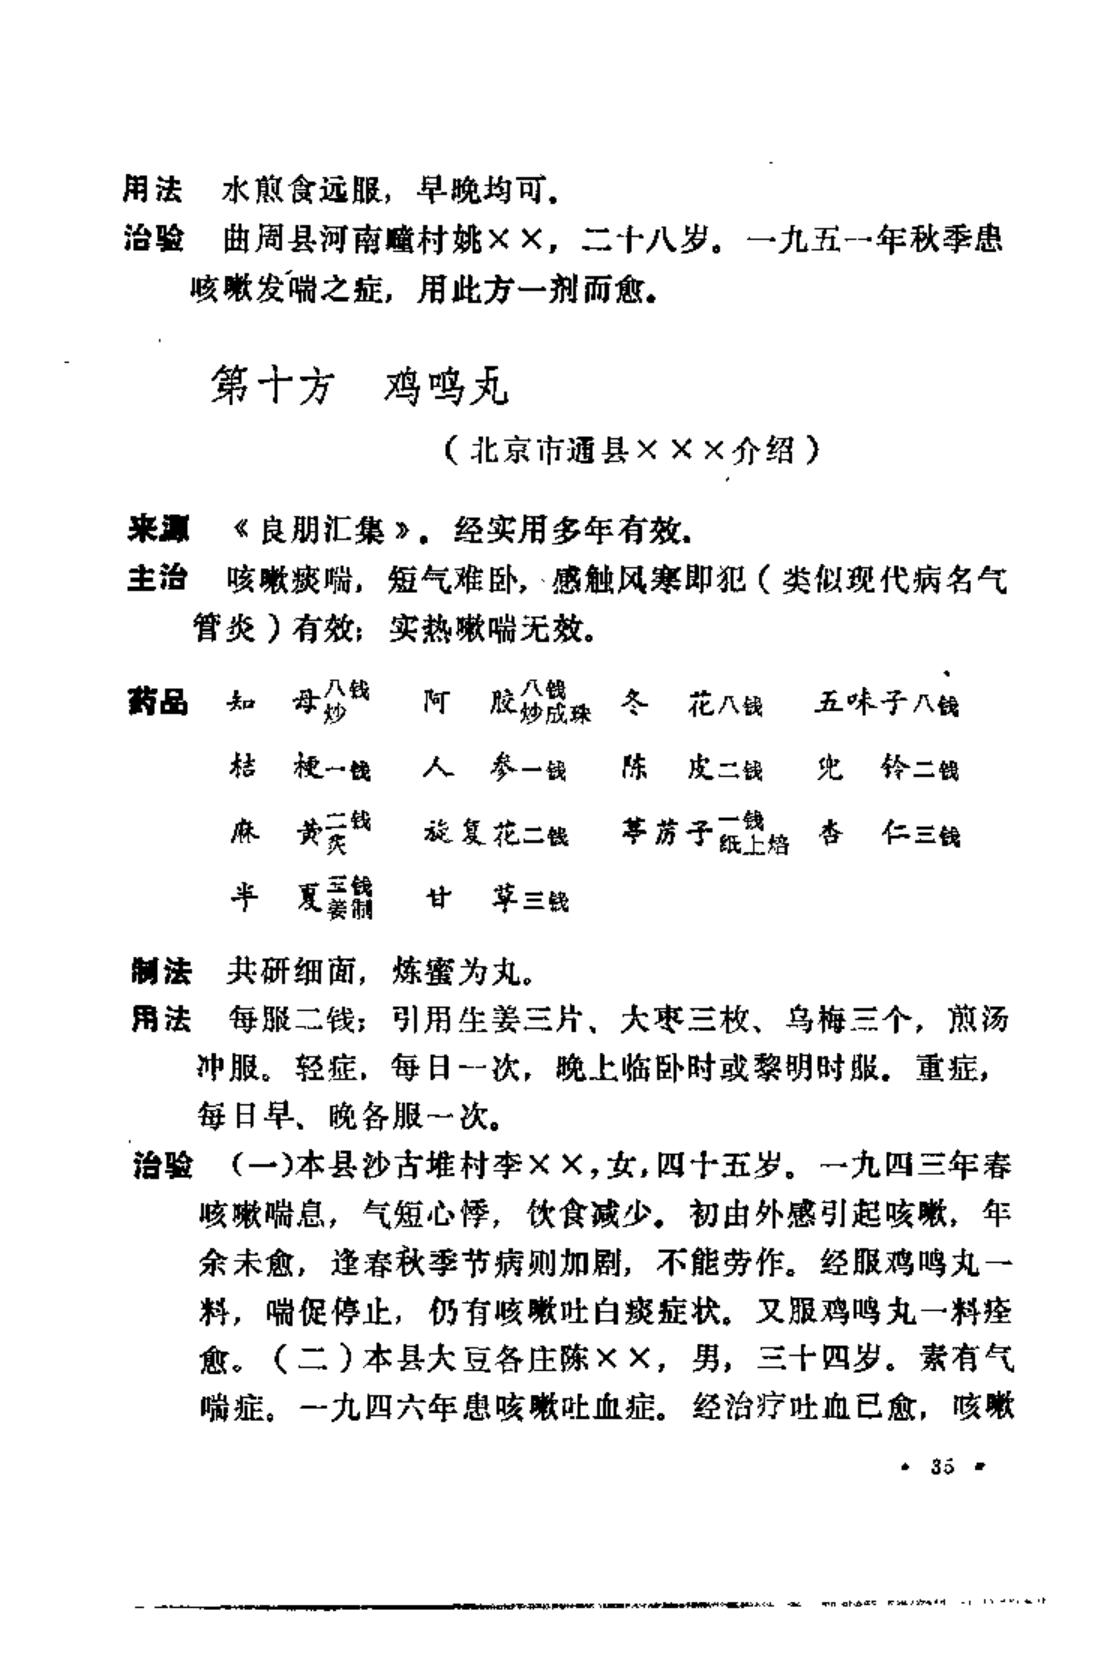 用法　水煎食远服，早晚均可。
治验　曲周县河南疃村姚××，二十八岁。一九五一年秋季患
咳嗽发喘之症，用此方一剂而愈。
第十方　鸡鸣丸
（北京市通县×××介绍）
来源　《良朋汇集》。经实用多年有效。
主治　咳嗽痰喘，短气难卧，感触风寒即犯（类似现代病名气
管炎）有效；实热嗽喘无效。
药品　知　母八钱炒　阿　胶八钱炒成珠　冬　花八钱　五味子八钱
桔　梗一钱　人　参一钱　陈　皮二钱　兜　铃二钱
麻　黄二钱炙　旋复花二钱　葶苈子一钱纸上焙　杏　仁三钱
半　夏三钱姜制　甘　草三钱
制法　共研细面，炼蜜为丸。
用法　每服二钱；引用生姜三片、大枣三枚、乌梅三个，煎汤
冲服。轻症，每日一次，晚上临卧时或黎明时服。重症，
每日早、晚各服一次。
治验　（一）本县沙古堆村李××，女，四十五岁。一九四三年春
咳嗽喘息，气短心悸，饮食减少。初由外感引起咳嗽，年
余未愈，逢春秋季节病则加剧，不能劳作。经服鸡鸣丸一
料，喘促停止，仍有咳嗽吐白痰症状。又服鸡鸣丸一料痊
愈。（二）本县大豆各庄陈××，男，三十四岁。素有气
喘症。一九四六年患咳嗽吐血症。经治疗吐血已愈，咳嗽
· 35 ·